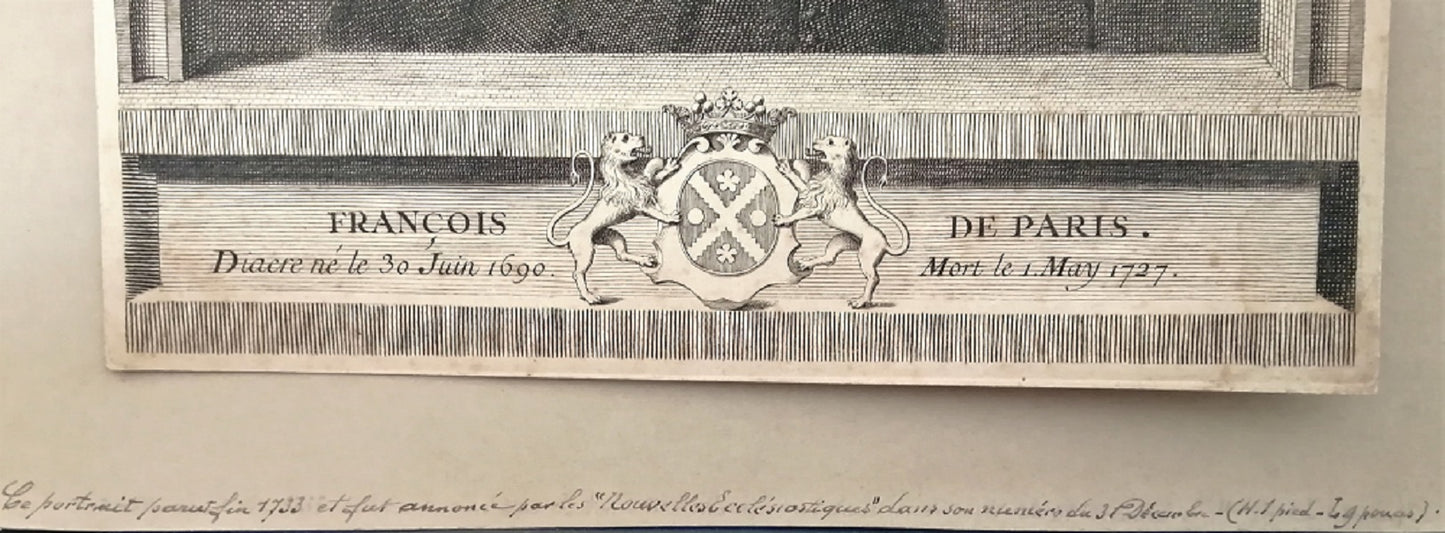 FRANÇOIS DE PARIS.
Diacre né le 30 Juin 1690. Mort le 1. May 1727.
Ce portrait parut fin 1733 et fut annoncé par les "Nouvelles Ecclésiastiques" dans son numéro du 31 Décembre - (H. 1 pied - L 9 pouces).